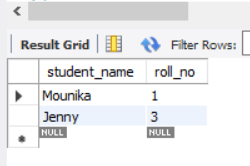 Result Grid Filter Rows:
student_name roll_no
Mounika 1
Jenny 3
NULL NULL